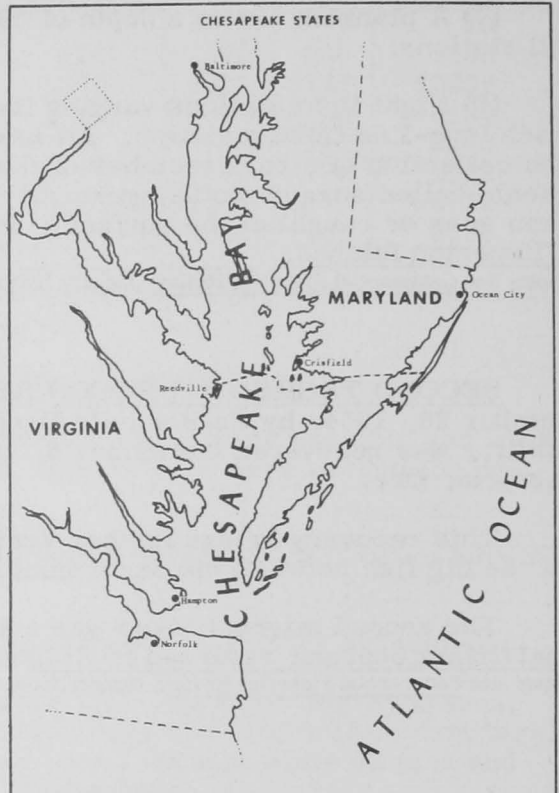 CHESAPEAKE STATES
Baltimore
MARYLAND
Ocean City
Crisfield
Reedville
VIRGINIA
CHESAPEAKE BAY
Hampton
Norfolk
ATLANTIC OCEAN